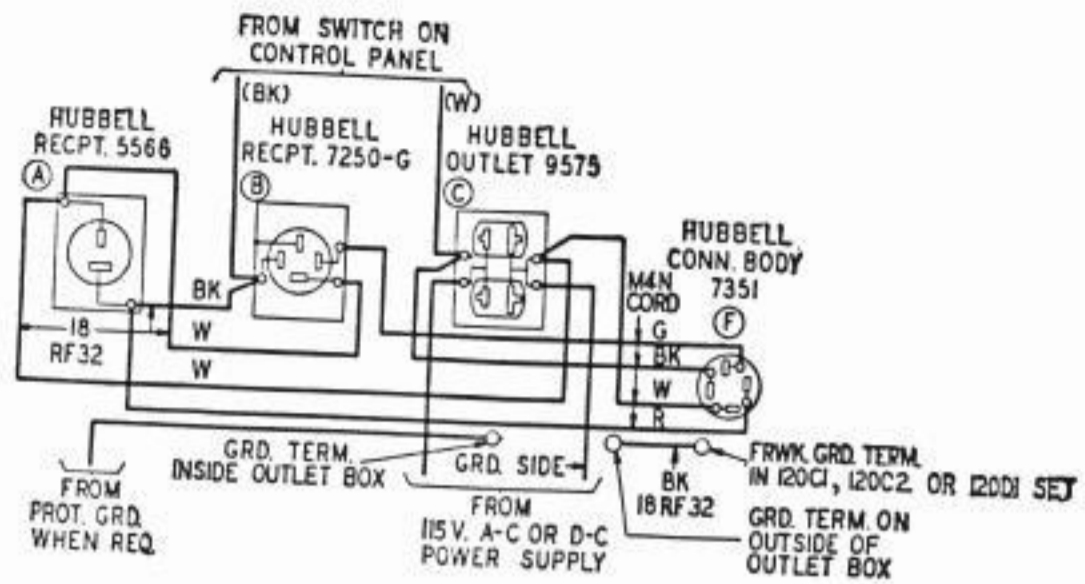 FROM SWITCH ON
CONTROL PANEL
(BK)
(W)
HUBBELL
RECPT. 5566
HUBBELL
RECPT. 7250-G
HUBBELL
OUTLET 9575
A
B
C
HUBBELL
CONN. BODY
7351
F
M4N
CORD
G
BK
W
R
BK
W
W
18
RF32
GRD. TERM.
INSIDE OUTLET BOX
GRD. SIDE
FROM
PROT. GRD.
WHEN REQ.
FROM
115V. A-C OR D-C
POWER SUPPLY
BK
18 RF32
FRWK. GRD. TERM.
IN 120C1, 120C2 OR 120D1 SET
GRD. TERM. ON
OUTSIDE OF
OUTLET BOX